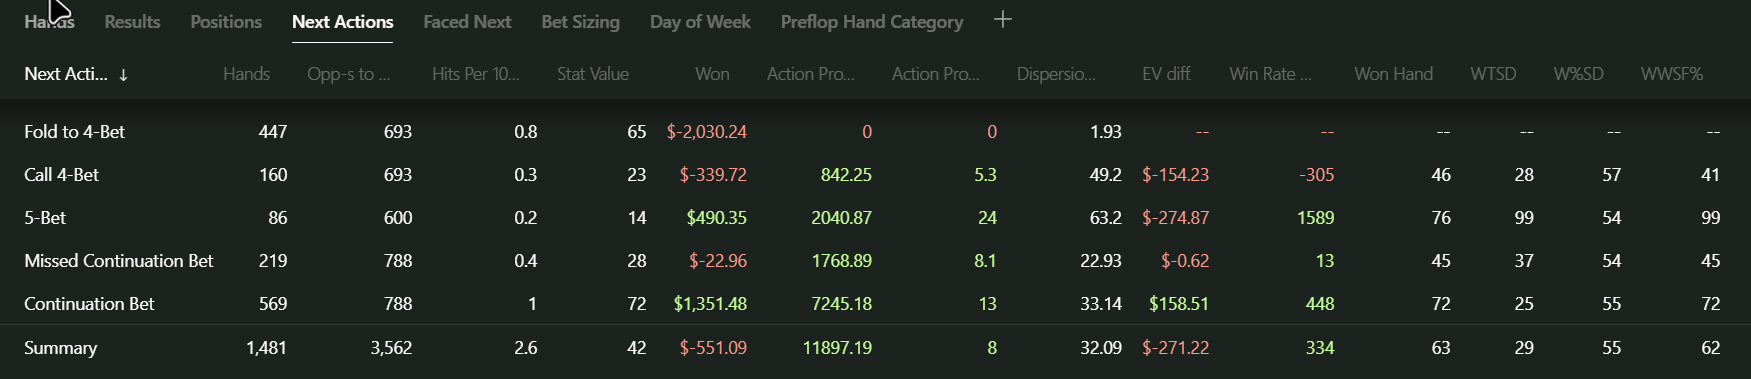 Hands Results Positions Next Actions Faced Next Bet Sizing Day of Week Preflop Hand Category +
Next Acti... ↓ Hands Opp-s to ... Hits Per 10... Stat Value Won Action Pro... Action Pro... Dispersio... EV diff. Win Rate ... Won Hand WTSD W%SD WWSF%
Fold to 4-Bet 447 693 0.8 65 $-2,030.24 0 0 1.93 -- -- -- -- -- --
Call 4-Bet 160 693 0.3 23 $-339.72 842.25 5.3 49.2 $-154.23 -305 46 28 57 41
5-Bet 86 600 0.2 14 $490.35 2040.87 24 63.2 $-274.87 1589 76 99 54 99
Missed Continuation Bet 219 788 0.4 28 $-22.96 1768.89 8.1 22.93 $-0.62 13 45 37 54 45
Continuation Bet 569 788 1 72 $1,351.48 7245.18 13 33.14 $158.51 448 72 25 55 72
Summary 1,481 3,562 2.6 42 $-551.09 11897.19 8 32.09 $-271.22 334 63 29 55 62